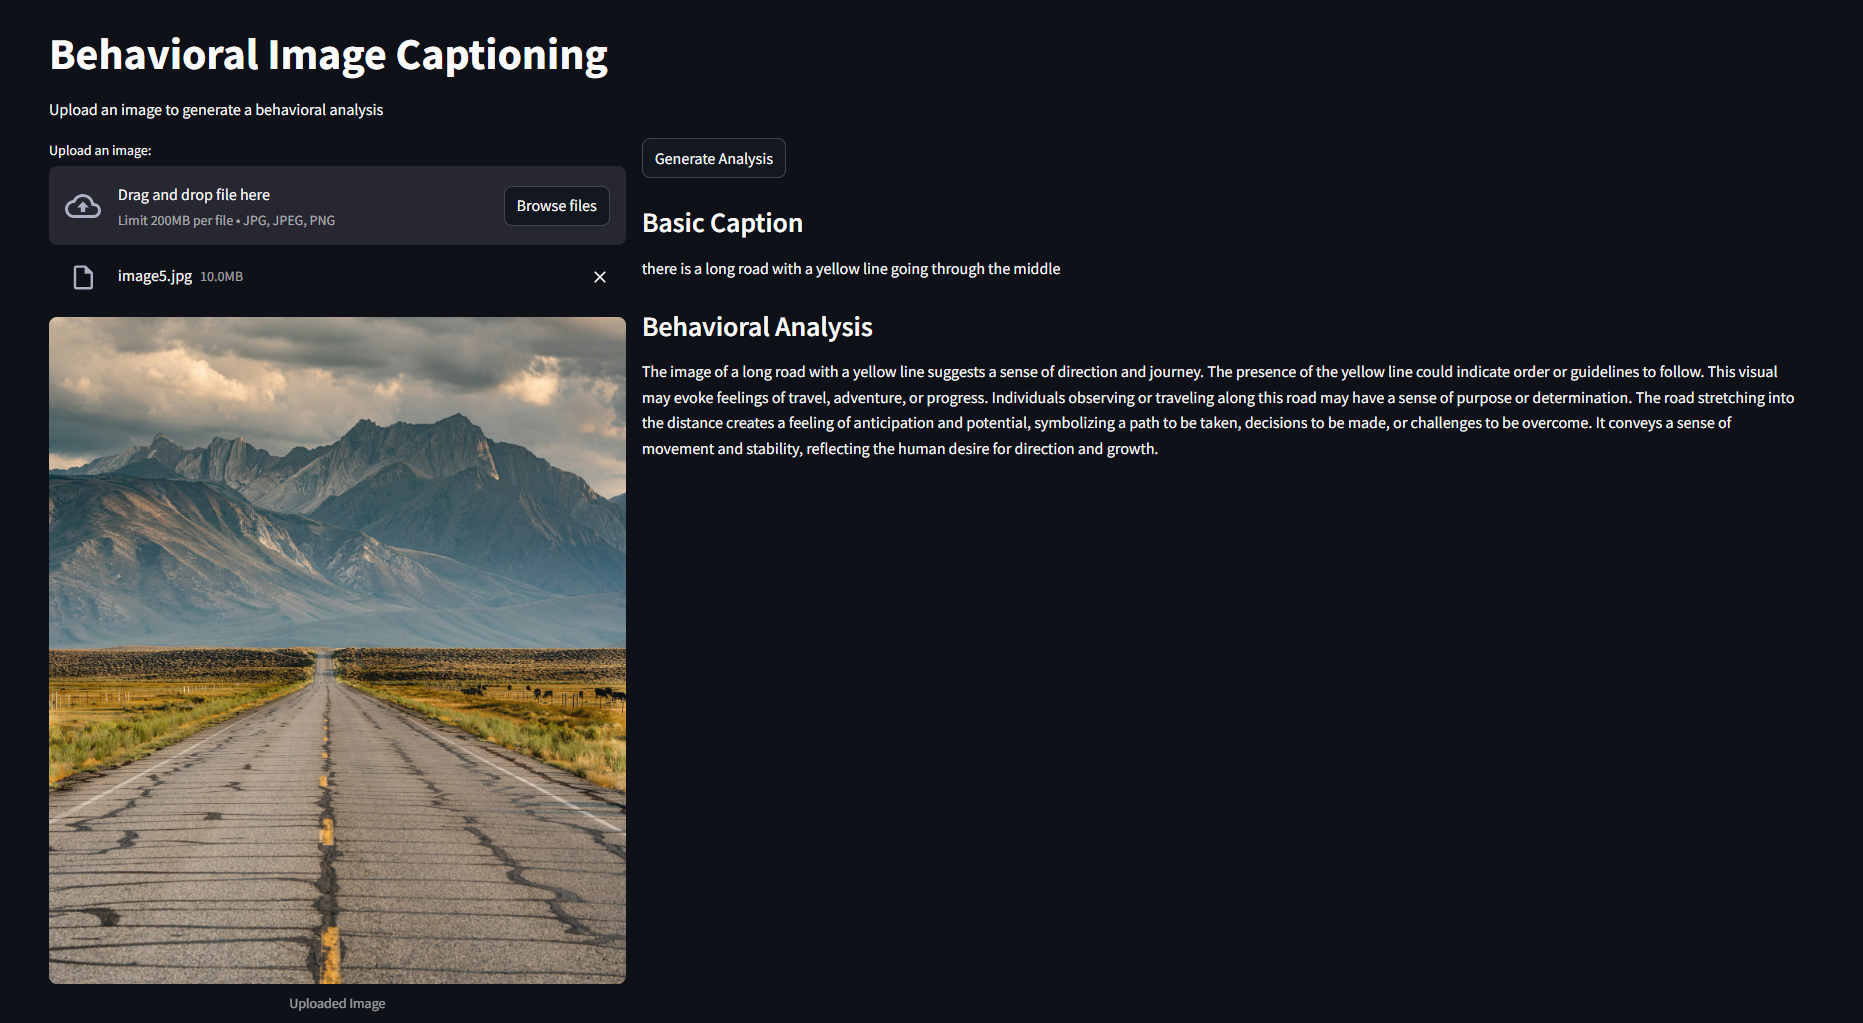 Behavioral Image Captioning
Upload an image to generate a behavioral analysis
Upload an image:
Drag and drop file here
Limit 200MB per file • JPG, JPEG, PNG
Browse files
image5.jpg 10.0MB
Uploaded Image
Generate Analysis
Basic Caption
there is a long road with a yellow line going through the middle
Behavioral Analysis
The image of a long road with a yellow line suggests a sense of direction and journey. The presence of the yellow line could indicate order or guidelines to follow. This visual
may evoke feelings of travel, adventure, or progress. Individuals observing or traveling along this road may have a sense of purpose or determination. The road stretching into
the distance creates a feeling of anticipation and potential, symbolizing a path to be taken, decisions to be made, or challenges to be overcome. It conveys a sense of
movement and stability, reflecting the human desire for direction and growth.